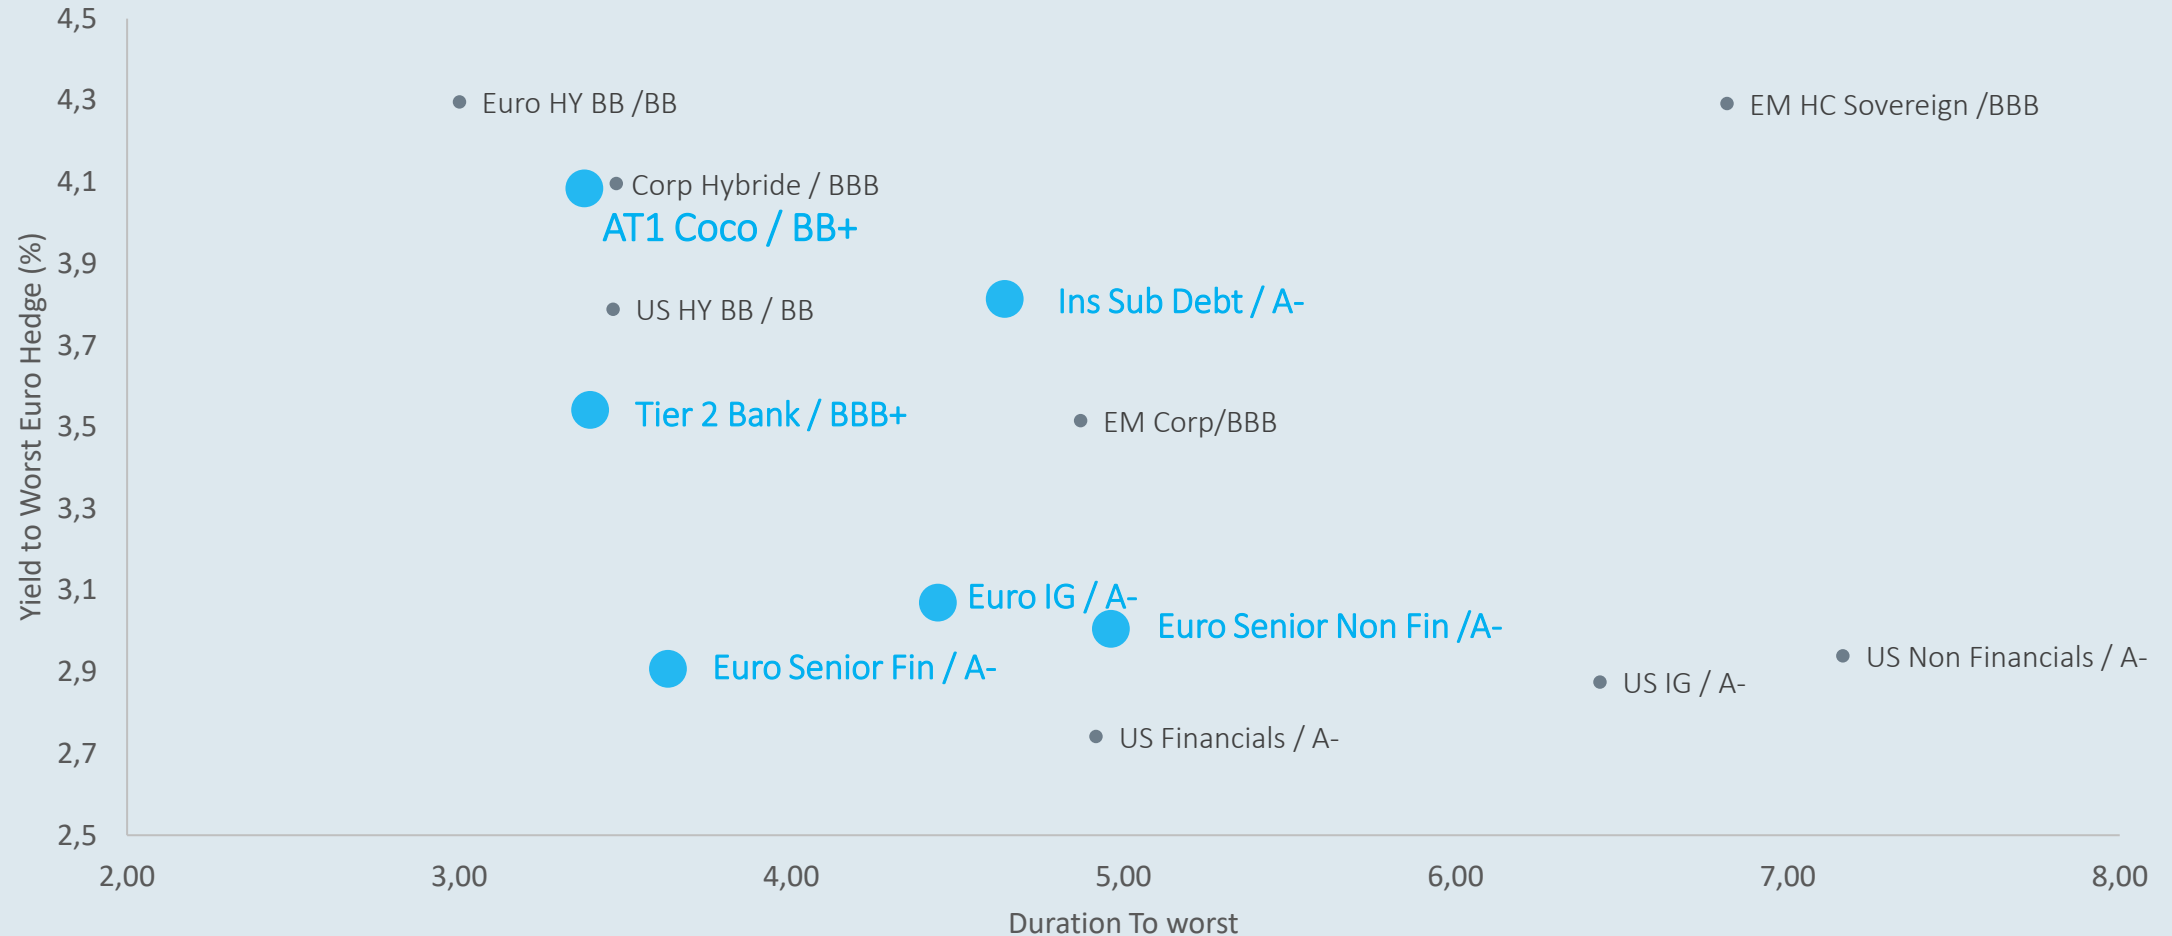 4,5
4,3
4,1
3,9
3,7
3,5
3,3
3,1
2,9
2,7
2,5
Yield to Worst Euro Hedge (%)
Euro HY BB /BB
EM HC Sovereign /BBB
Corp Hybride / BBB
AT1 Coco / BB+
Ins Sub Debt / A-
US HY BB / BB
Tier 2 Bank / BBB+
EM Corp/BBB
Euro IG / A-
Euro Senior Non Fin /A-
Euro Senior Fin / A-
US Non Financials / A-
US IG / A-
US Financials / A-
2,00 3,00 4,00 5,00 6,00 7,00 8,00
Duration To worst